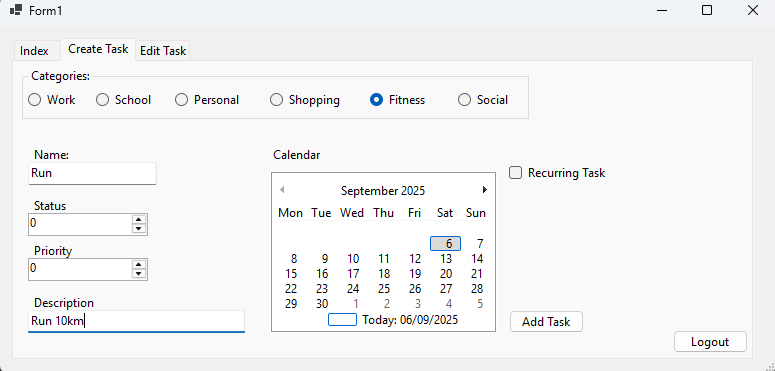 Form1
Index Create Task Edit Task
Categories:
Work School Personal Shopping Fitness Social
Name:
Run
Status
0
Priority
0
Description
Run 10km
Calendar
September 2025
Mon Tue Wed Thu Fri Sat Sun
6 7
8 9 10 11 12 13 14
15 16 17 18 19 20 21
22 23 24 25 26 27 28
29 30 1 2 3 4 5
Today: 06/09/2025
Recurring Task
Add Task
Logout